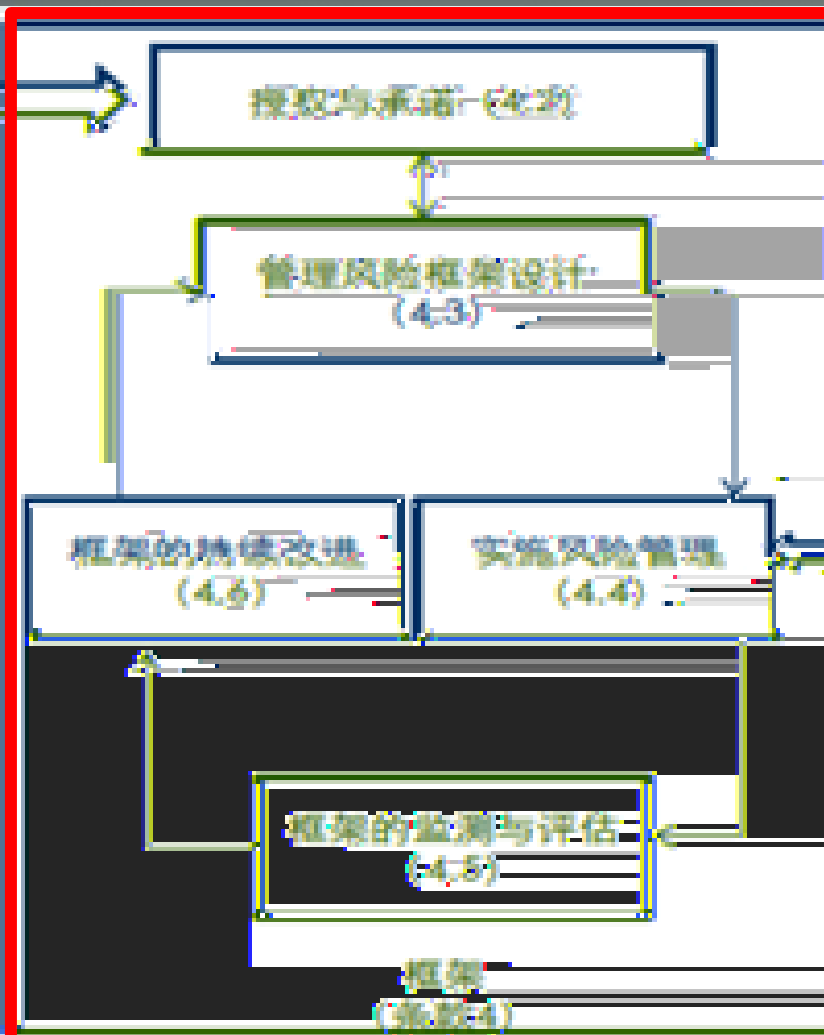 授权与承诺 (4.2)
管理风险框架设计
(4.3)
框架的持续改进
(4.6)
实施风险管理
(4.4)
框架的监测与评估
(4.5)
框架
(条款4)